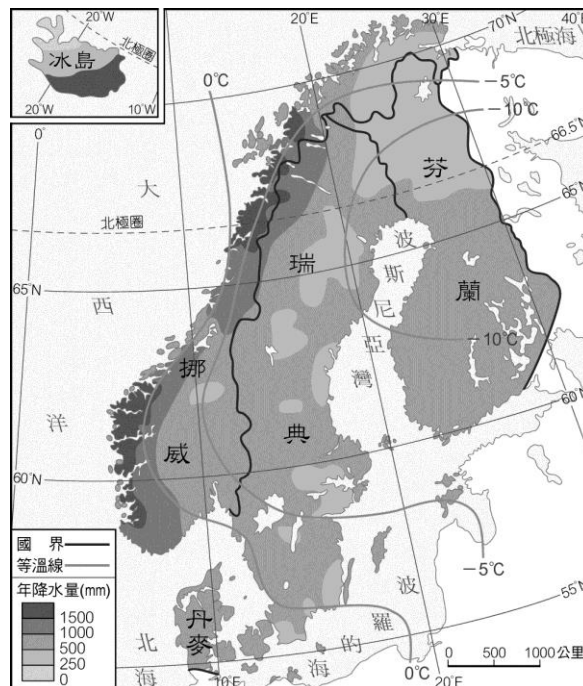 20°W
北極圈
冰島
20°W
10°W
0°C
20°E
30°E
70°N
40°E
北極海
－5°C
－10°C
0°
66.5°N
芬
大
北極圈
65°N
波
瑞
斯
蘭
65°N
尼
西
亞
－10°C
挪
灣
洋
典
60°N
威
60°N
國界
等溫線
－5°C
年降水量(mm)
波
55°N
1500
1000
500
250
0
丹麥
羅
北海
的
海
0 500 1000公里
10°E
0°C
20°E